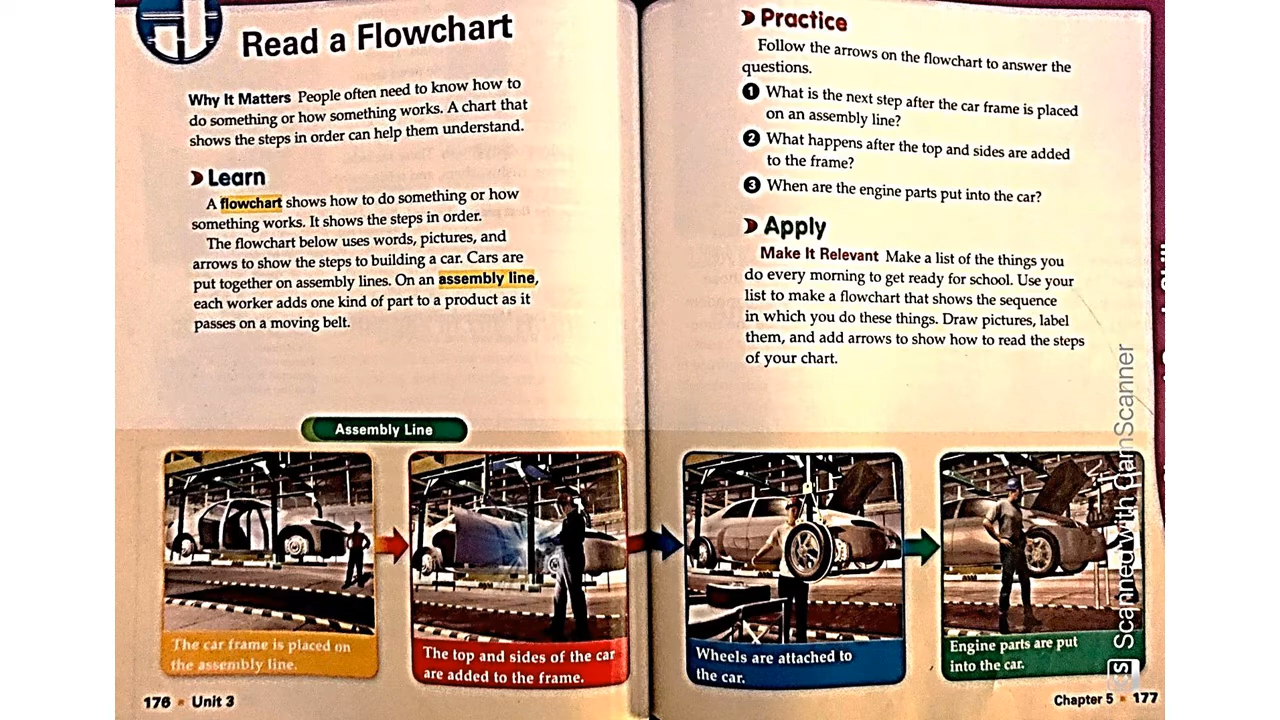 Read a Flowchart
Why It Matters People often need to know how to
do something or how something works. A chart that
shows the steps in order can help them understand.
Learn
A flowchart shows how to do something or how
something works. It shows the steps in order.
The flowchart below uses words, pictures, and
arrows to show the steps to building a car. Cars are
put together on assembly lines. On an assembly line,
each worker adds one kind of part to a product as it
passes on a moving belt.
Assembly Line
The car frame is placed on
the assembly line.
The top and sides of the car
are added to the frame.
176 • Unit 3
Practice
Follow the arrows on the flowchart to answer the
questions.
1 What is the next step after the car frame is placed
on an assembly line?
2 What happens after the top and sides are added
to the frame?
3 When are the engine parts put into the car?
Apply
Make It Relevant Make a list of the things you
do every morning to get ready for school. Use your
list to make a flowchart that shows the sequence
in which you do these things. Draw pictures, label
them, and add arrows to show how to read the steps
of your chart.
Wheels are attached to
the car.
Engine parts are put
into the car.
Chapter 5 • 177
CS Scanned with CamScanner